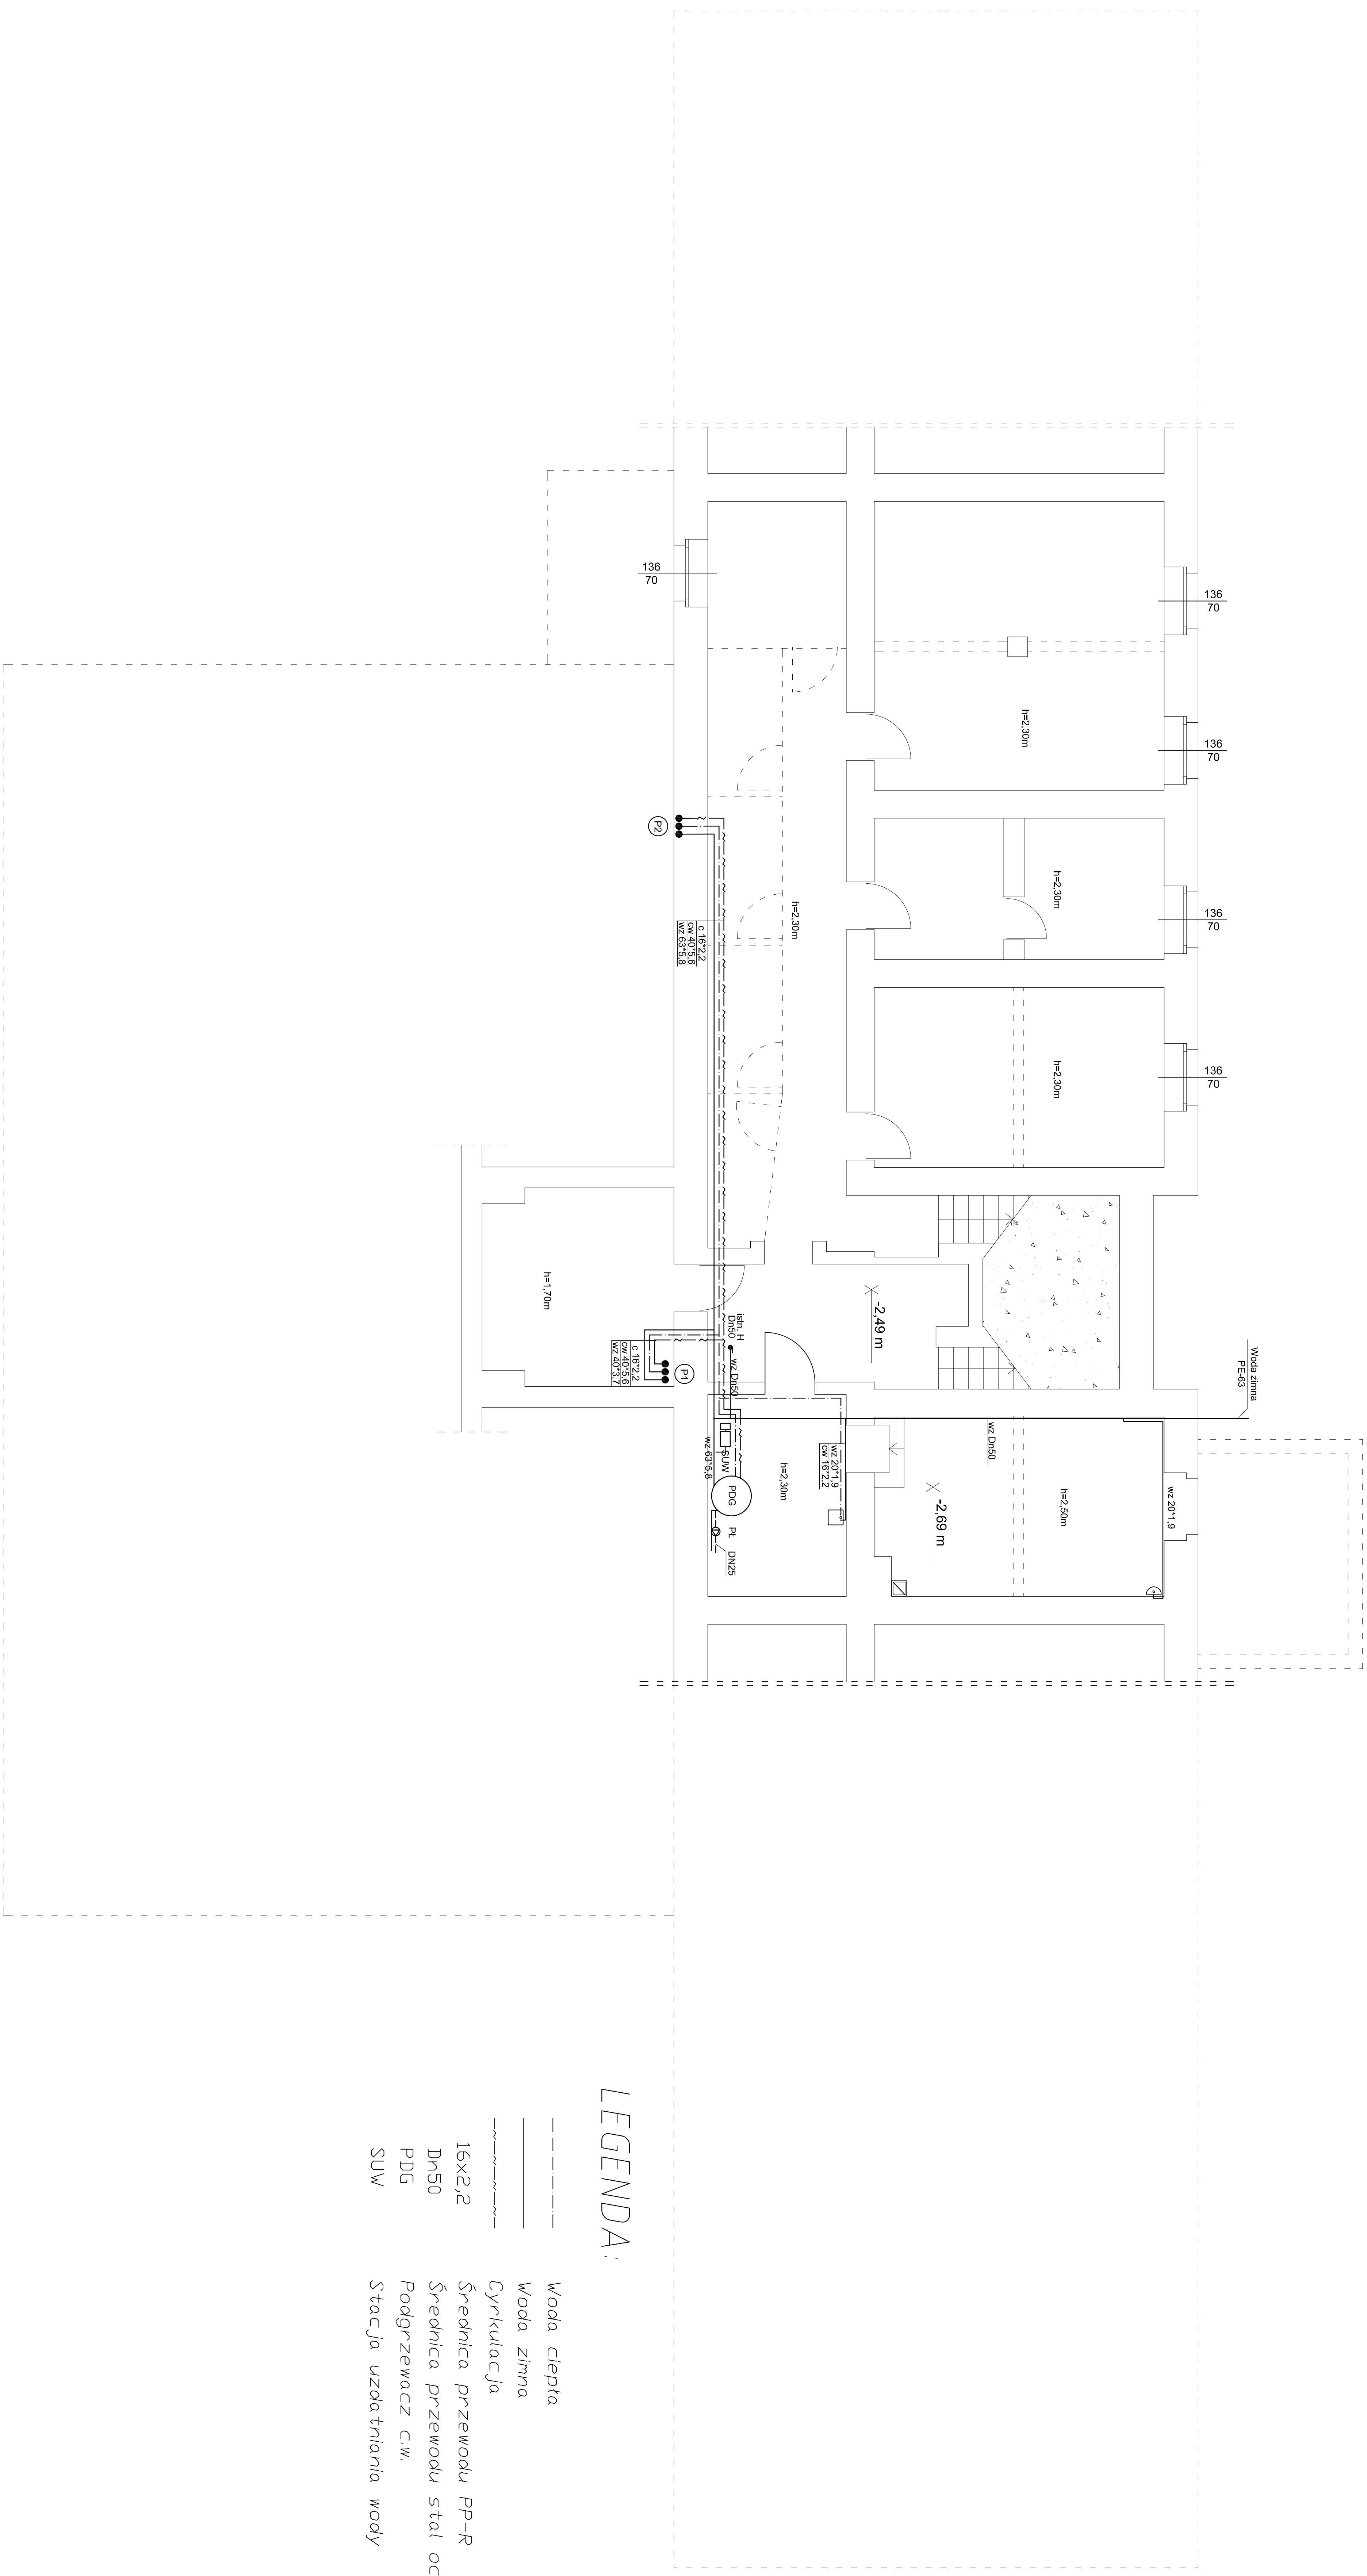 136
70
136
70
136
70
136
70
136
70
h=2,30m
h=2,30m
h=2,30m
h=2,30m
P2
c 16*2,2
cw 40*5,6
wz 63*5,8
h=1,70m
-2,49 m
istn. H
Dn50
wz Dn50
P1
c 16*2,2
cw 40*5,6
wz 40*3,7
Woda zimna
PE-63
wz Dn50
wz 20*1,9
h=2,50m
-2,69 m
wz 20*1,9
cw 16*2,2
h=2,30m
SUW
wz 63*5,8
PDG
PŁ
DN25
LEGENDA:
Woda ciepła
Woda zimna
Cyrkulacja
16x2,2 Średnica przewodu PP-R
Dn50 Średnica przewodu stal oc
PDG Podgrzewacz c.w.
SUW Stacja uzdatniania wody